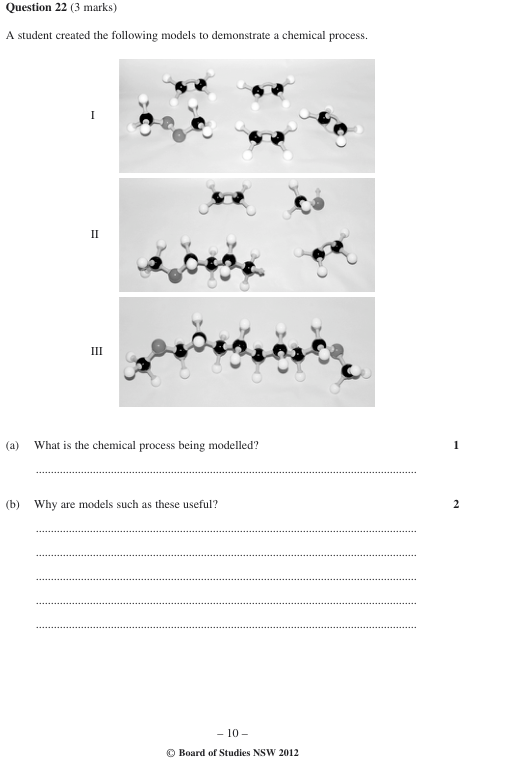 Question 22 (3 marks)
A student created the following models to demonstrate a chemical process.
I
II
III
(a) What is the chemical process being modelled? 1
(b) Why are models such as these useful? 2
– 10 –
© Board of Studies NSW 2012